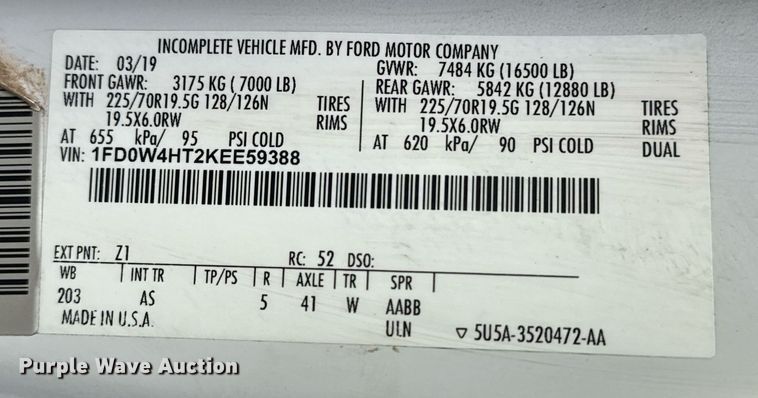 INCOMPLETE VEHICLE MFD. BY FORD MOTOR COMPANY
DATE: 03/19 GVWR: 7484 KG (16500 LB)
FRONT GAWR: 3175 KG (7000 LB) REAR GAWR: 5842 KG (12880 LB)
WITH 225/70R19.5G 128/126N TIRES WITH 225/70R19.5G 128/126N TIRES
19.5X6.0RW RIMS 19.5X6.0RW RIMS
AT 655 kPa/ 95 PSI COLD AT 620 kPa/ 90 PSI COLD DUAL
VIN: 1FD0W4HT2KEE59388
EXT PNT: Z1 RC: 52 DSO:
WB INT TR TP/PS R AXLE TR SPR
203 AS 5 41 W AABB
MADE IN U.S.A. ULN ▽ 5U5A-3520472-AA
Purple Wave Auction